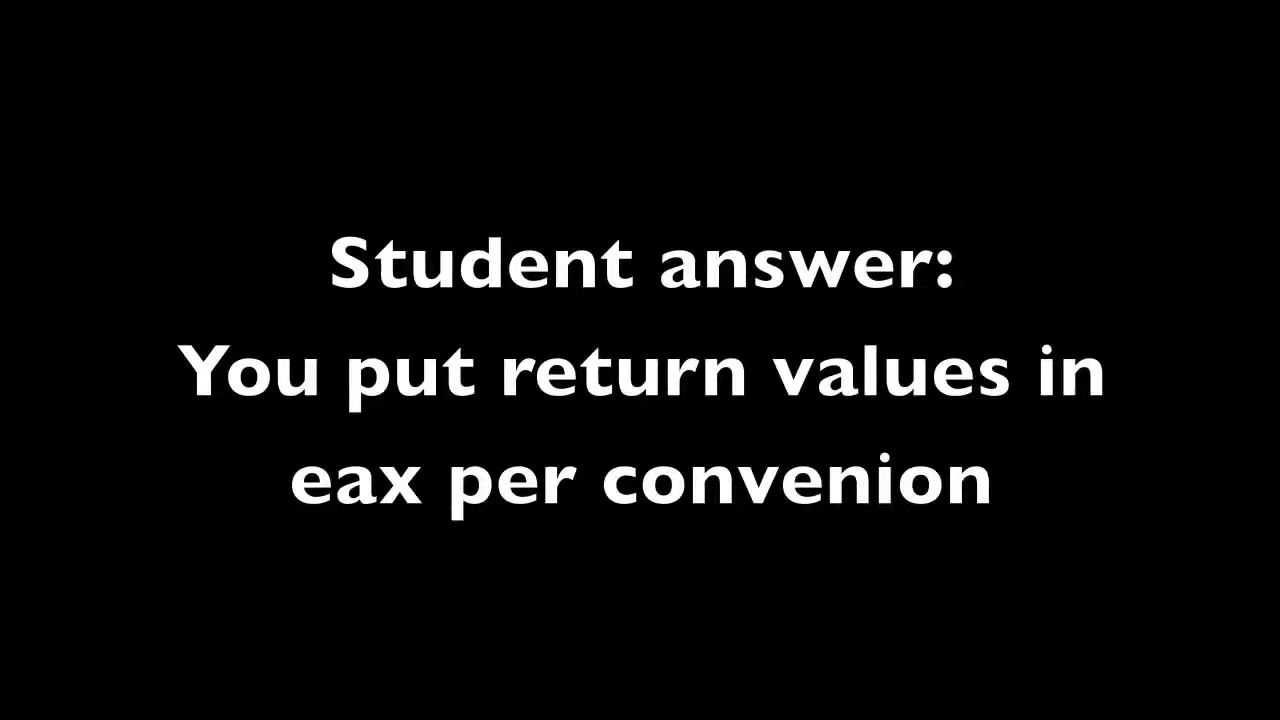 Student answer:
You put return values in
eax per convenion